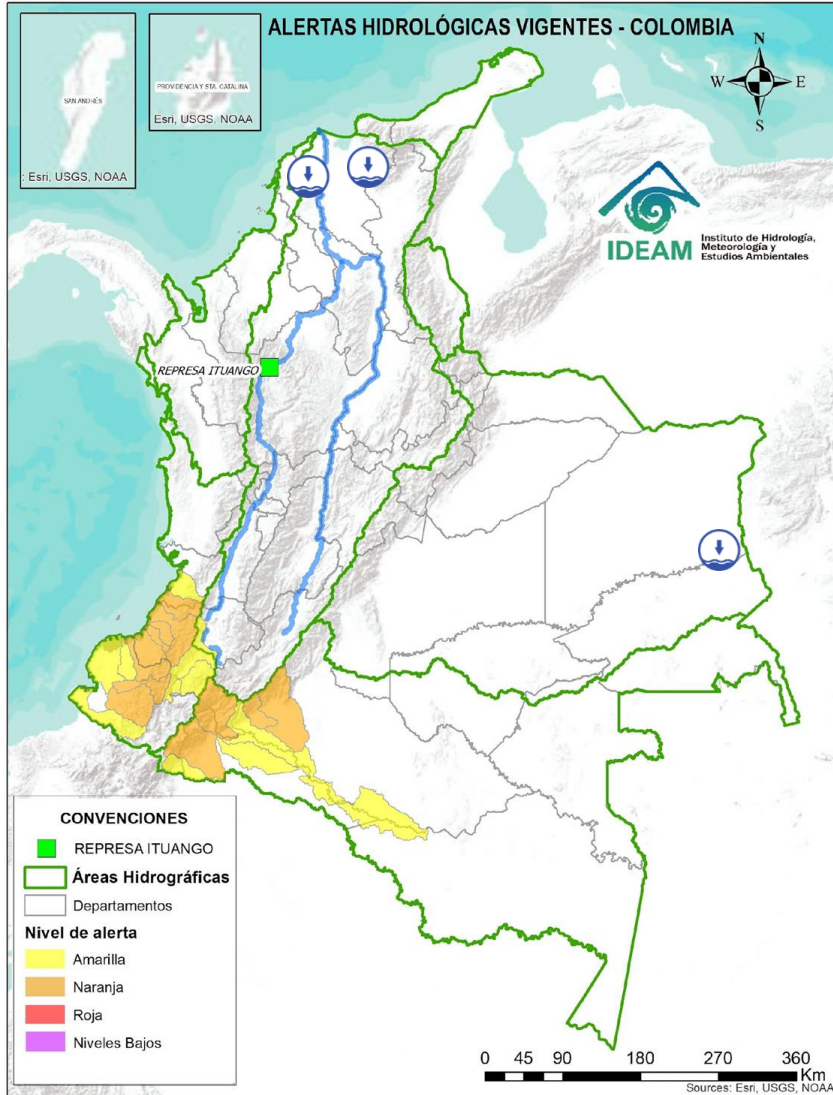 ALERTAS HIDROLÓGICAS VIGENTES - COLOMBIA
SAN ANDRÉS
: Esri, USGS, NOAA
PROVIDENCIA Y STA. CATALINA
Esri, USGS, NOAA
N
W
E
S
IDEAM
Instituto de Hidrología,
Meteorología y
Estudios Ambientales
REPRESA ITUANGO
CONVENCIONES
REPRESA ITUANGO
Áreas Hidrográficas
Departamentos
Nivel de alerta
Amarilla
Naranja
Roja
Niveles Bajos
0 45 90 180 270 360
Km
Sources: Esri, USGS, NOAA